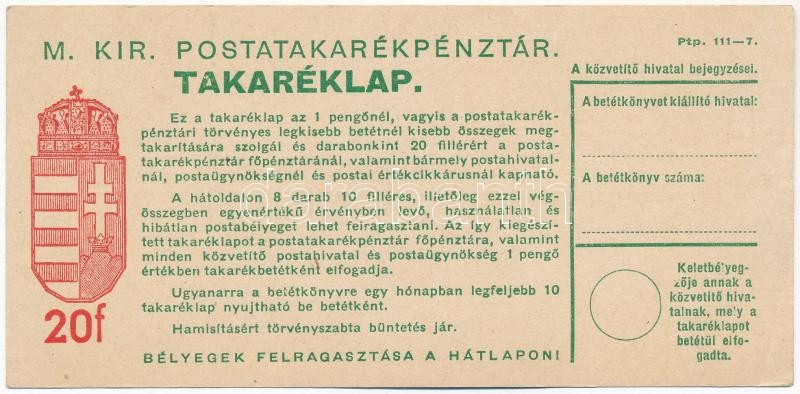 M. KIR. POSTATAKARÉKPÉNZTÁR.
TAKARÉKLAP.
Ez a takaréklap az 1 pengőnél, vagyis a postatakarék-
pénztári törvényes legkisebb betétnél kisebb összegek meg-
takarítására szolgál és darabonkint 20 fillérért a posta-
takarékpénztár főpénztáránál, valamint bármely postahivatal-
nál, postaügynökségnél és postai értékcikkárusnál kapható.
A hátoldalon 8 darab 10 filléres, illetőleg ezzel vég-
összegben egyenértékű érvényben levő, használatlan és
hibátlan postabélyeget lehet felragasztani. Az így kiegészí-
tett takaréklapot a postatakarékpénztár főpénztára, valamint
minden közvetítő postahivatal és postaügynökség 1 pengő
értékben takarékbetétként elfogadja.
Ugyanarra a betétkönyvre egy hónapban legfeljebb 10
takaréklap nyujtható be betétként.
Hamisításért törvényszabta büntetés jár.
BÉLYEGEK FELRAGASZTÁSA A HÁTLAPON!
20f
Ptp. 111—7.
A közvetítő hivatal bejegyzései.
A betétkönyvet kiállító hivatal:
A betétkönyv száma:
Keletbélyeg-
zője annak a
közvetítő hiva-
talnak, mely a
takaréklapot
betétül elfo-
gadta.
darabanth